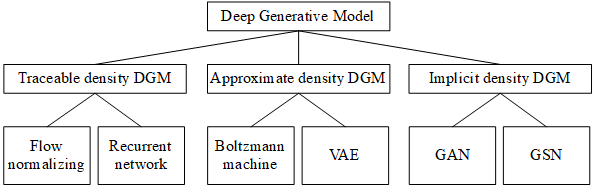 Deep Generative Model
Traceable density DGM
Approximate density DGM
Implicit density DGM
Flow
normalizing
Recurrent
network
Boltzmann
machine
VAE
GAN
GSN